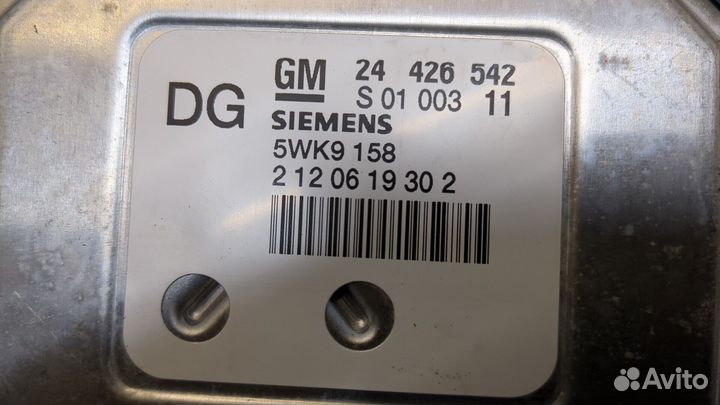 DG
GM 24 426 542
S 01 003 11
SIEMENS
5WK9 158
2 12 06 19 30 2
Avito